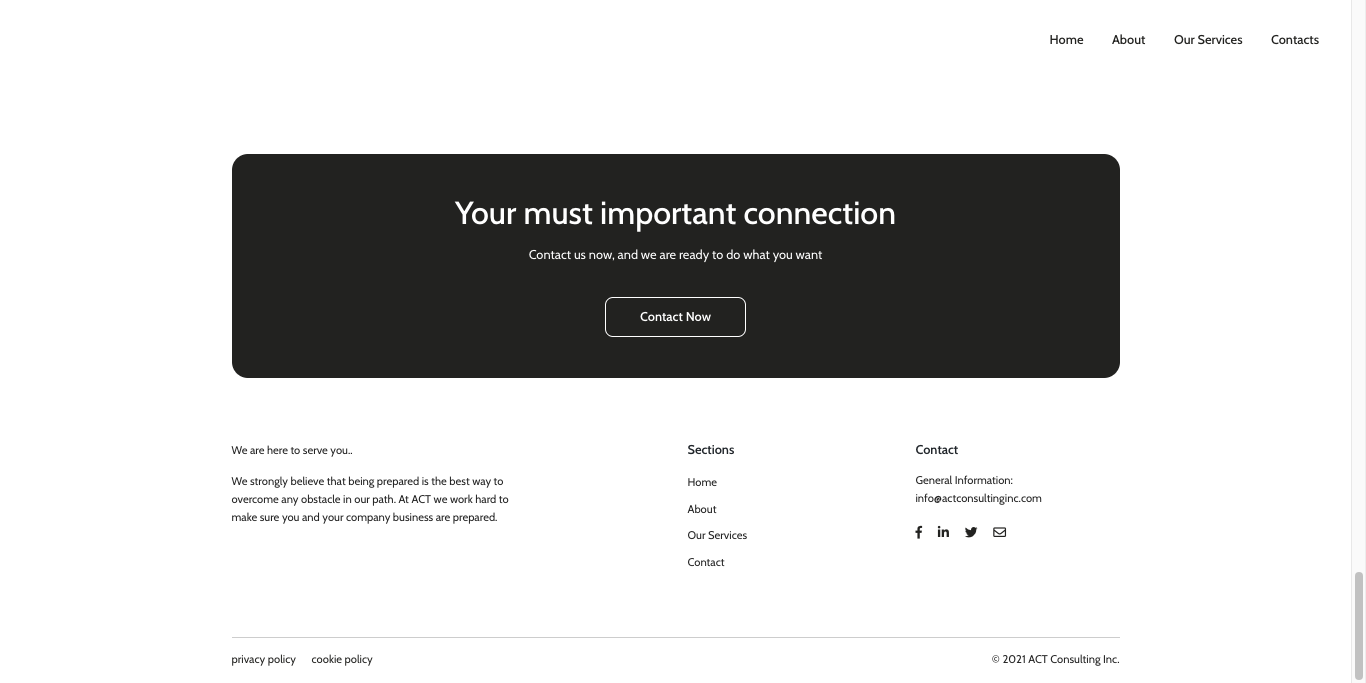 Home About Our Services Contacts
Your must important connection
Contact us now, and we are ready to do what you want
Contact Now
We are here to serve you..
We strongly believe that being prepared is the best way to
overcome any obstacle in our path. At ACT we work hard to
make sure you and your company business are prepared.
Sections
Home
About
Our Services
Contact
Contact
General Information:
info@actconsultinginc.com
privacy policy cookie policy
© 2021 ACT Consulting Inc.